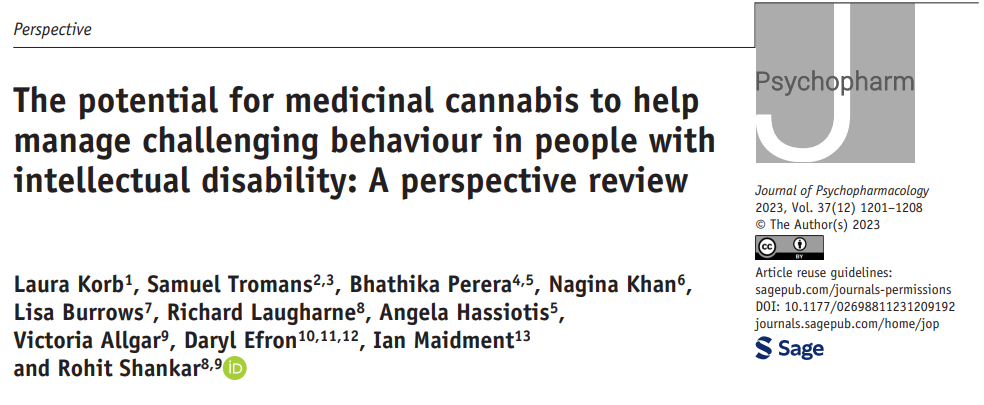 Perspective
The potential for medicinal cannabis to help
manage challenging behaviour in people with
intellectual disability: A perspective review
Laura Korb1, Samuel Tromans2,3, Bhathika Perera4,5, Nagina Khan6,
Lisa Burrows7, Richard Laugharne8, Angela Hassiotis5,
Victoria Allgar9, Daryl Efron10,11,12, Ian Maidment13
and Rohit Shankar8,9 iD
Psychopharm
J
Journal of Psychopharmacology
2023, Vol. 37(12) 1201–1208
© The Author(s) 2023
cc BY
Article reuse guidelines:
sagepub.com/journals-permissions
DOI: 10.1177/02698811231209192
journals.sagepub.com/home/jop
Sage